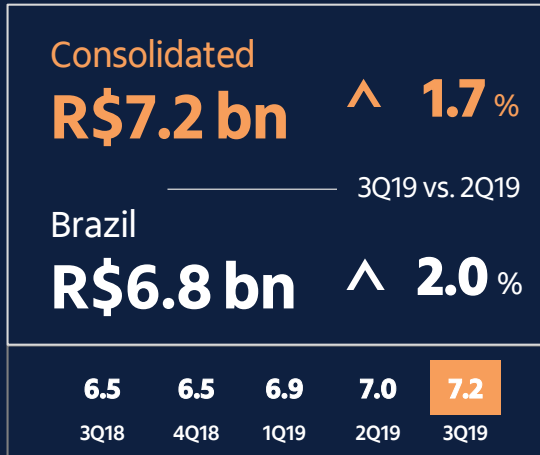 Consolidated
R$7.2 bn 1.7 %
3Q19 vs. 2Q19
Brazil
R$6.8 bn 2.0 %
6.5 6.5 6.9 7.0 7.2
3Q18 4Q18 1Q19 2Q19 3Q19